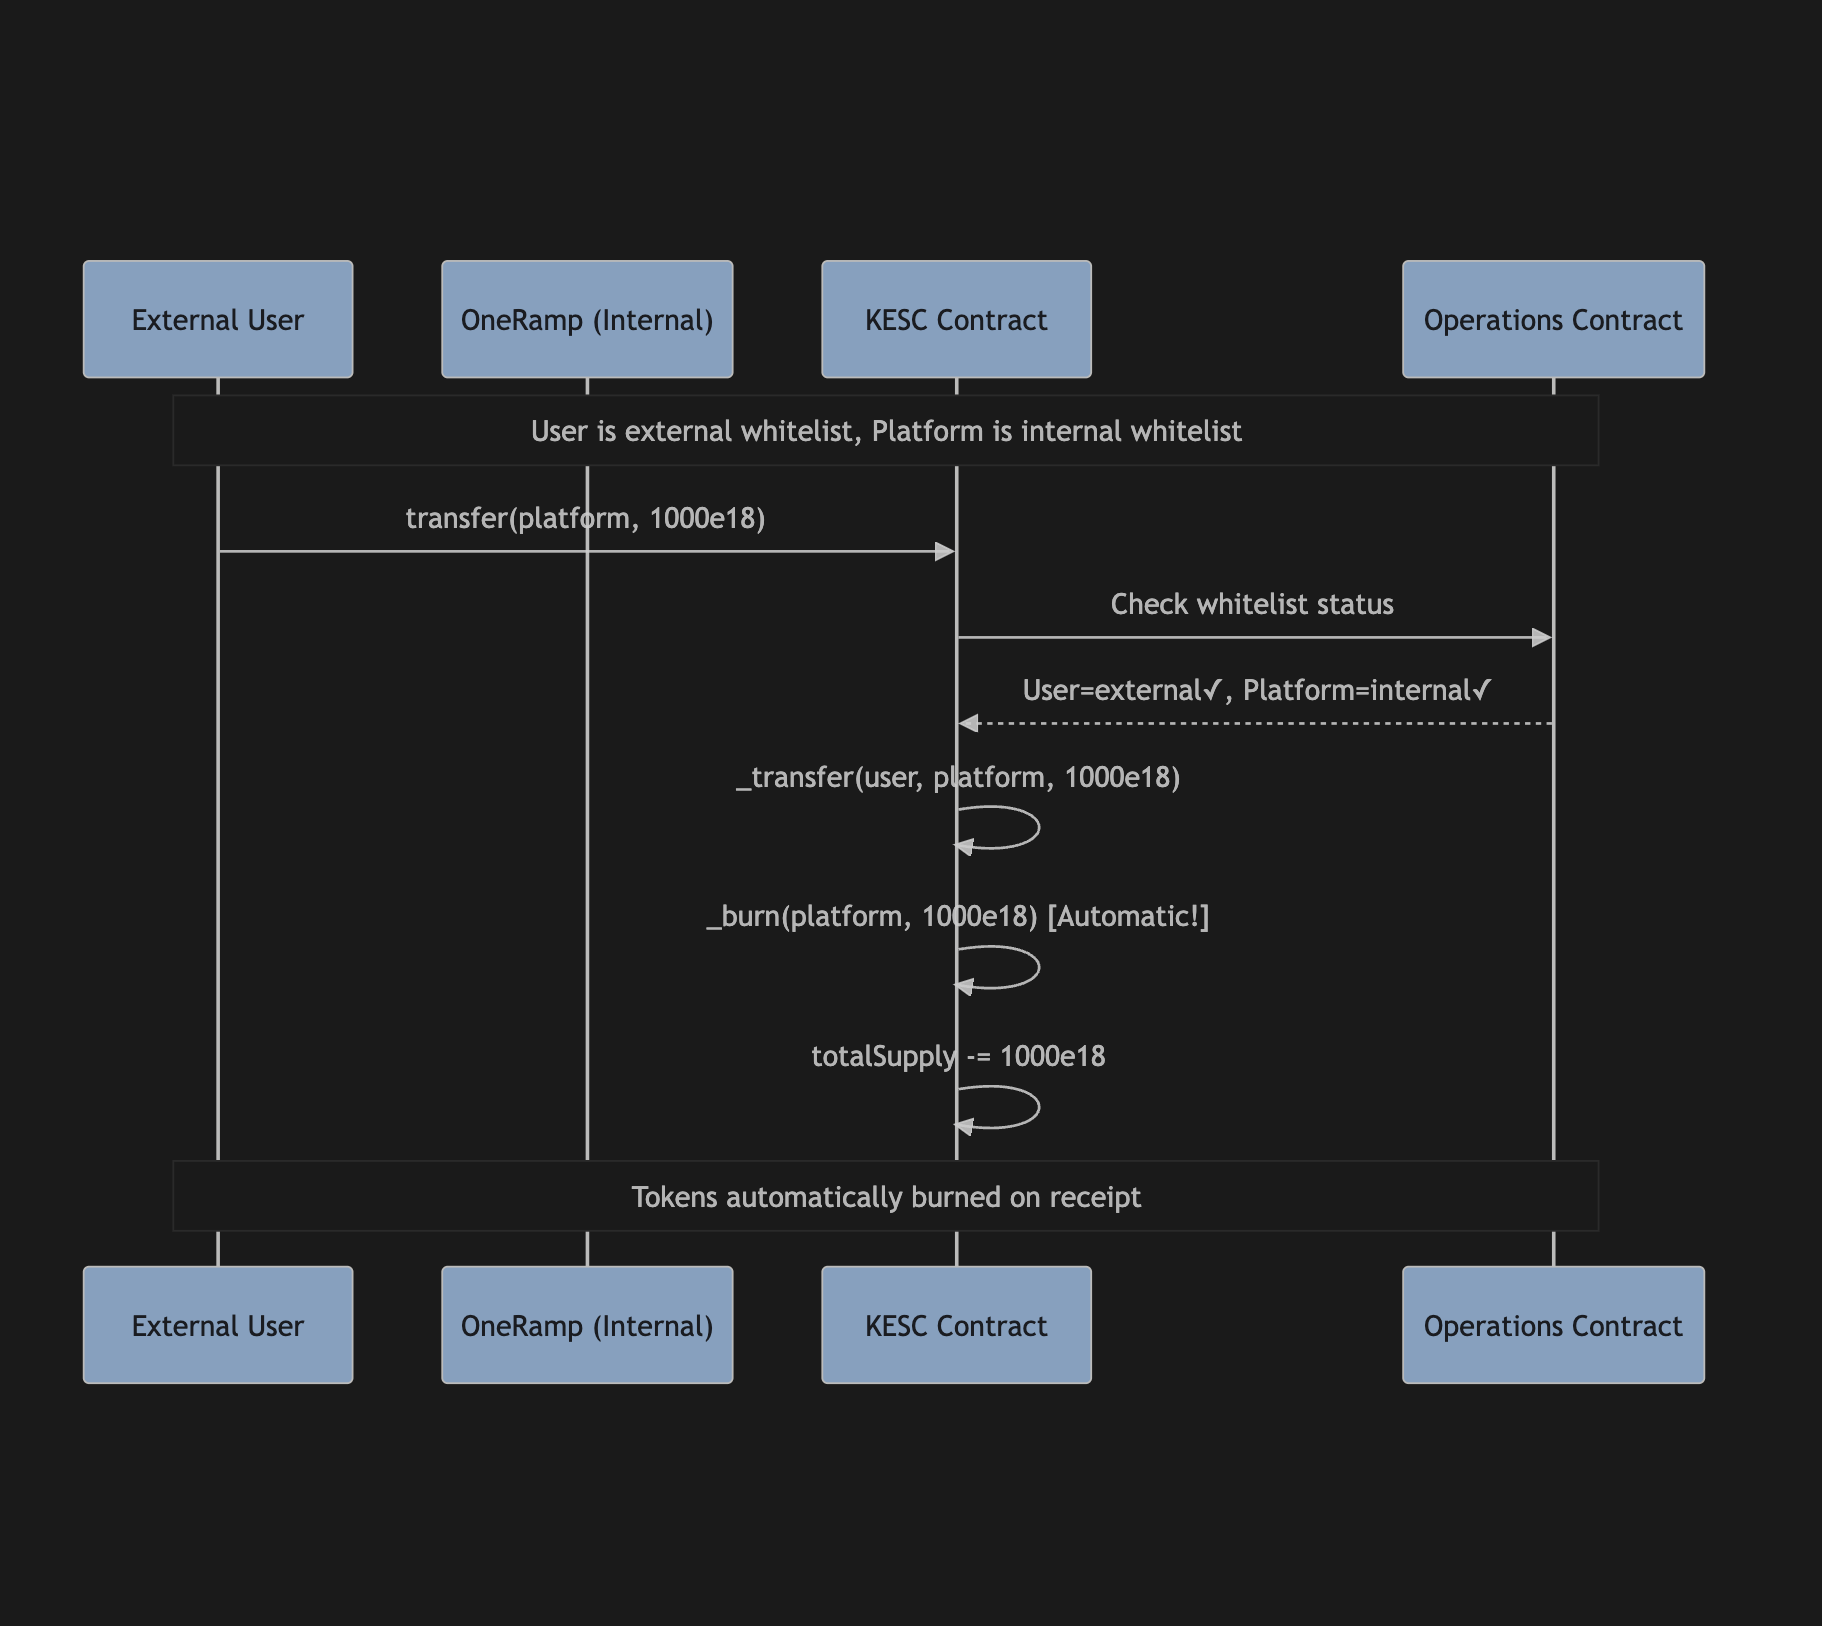 External User
OneRamp (Internal)
KESC Contract
Operations Contract
User is external whitelist, Platform is internal whitelist
transfer(platform, 1000e18)
Check whitelist status
User=external✓, Platform=internal✓
_transfer(user, platform, 1000e18)
_burn(platform, 1000e18) [Automatic!]
totalSupply -= 1000e18
Tokens automatically burned on receipt
External User
OneRamp (Internal)
KESC Contract
Operations Contract